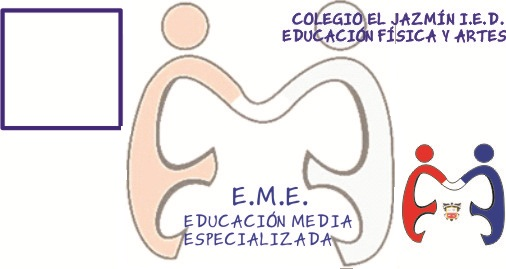 COLEGIO EL JAZMÍN I.E.D.
EDUCACIÓN FÍSICA Y ARTES
E.M.E.
EDUCACIÓN MEDIA
ESPECIALIZADA